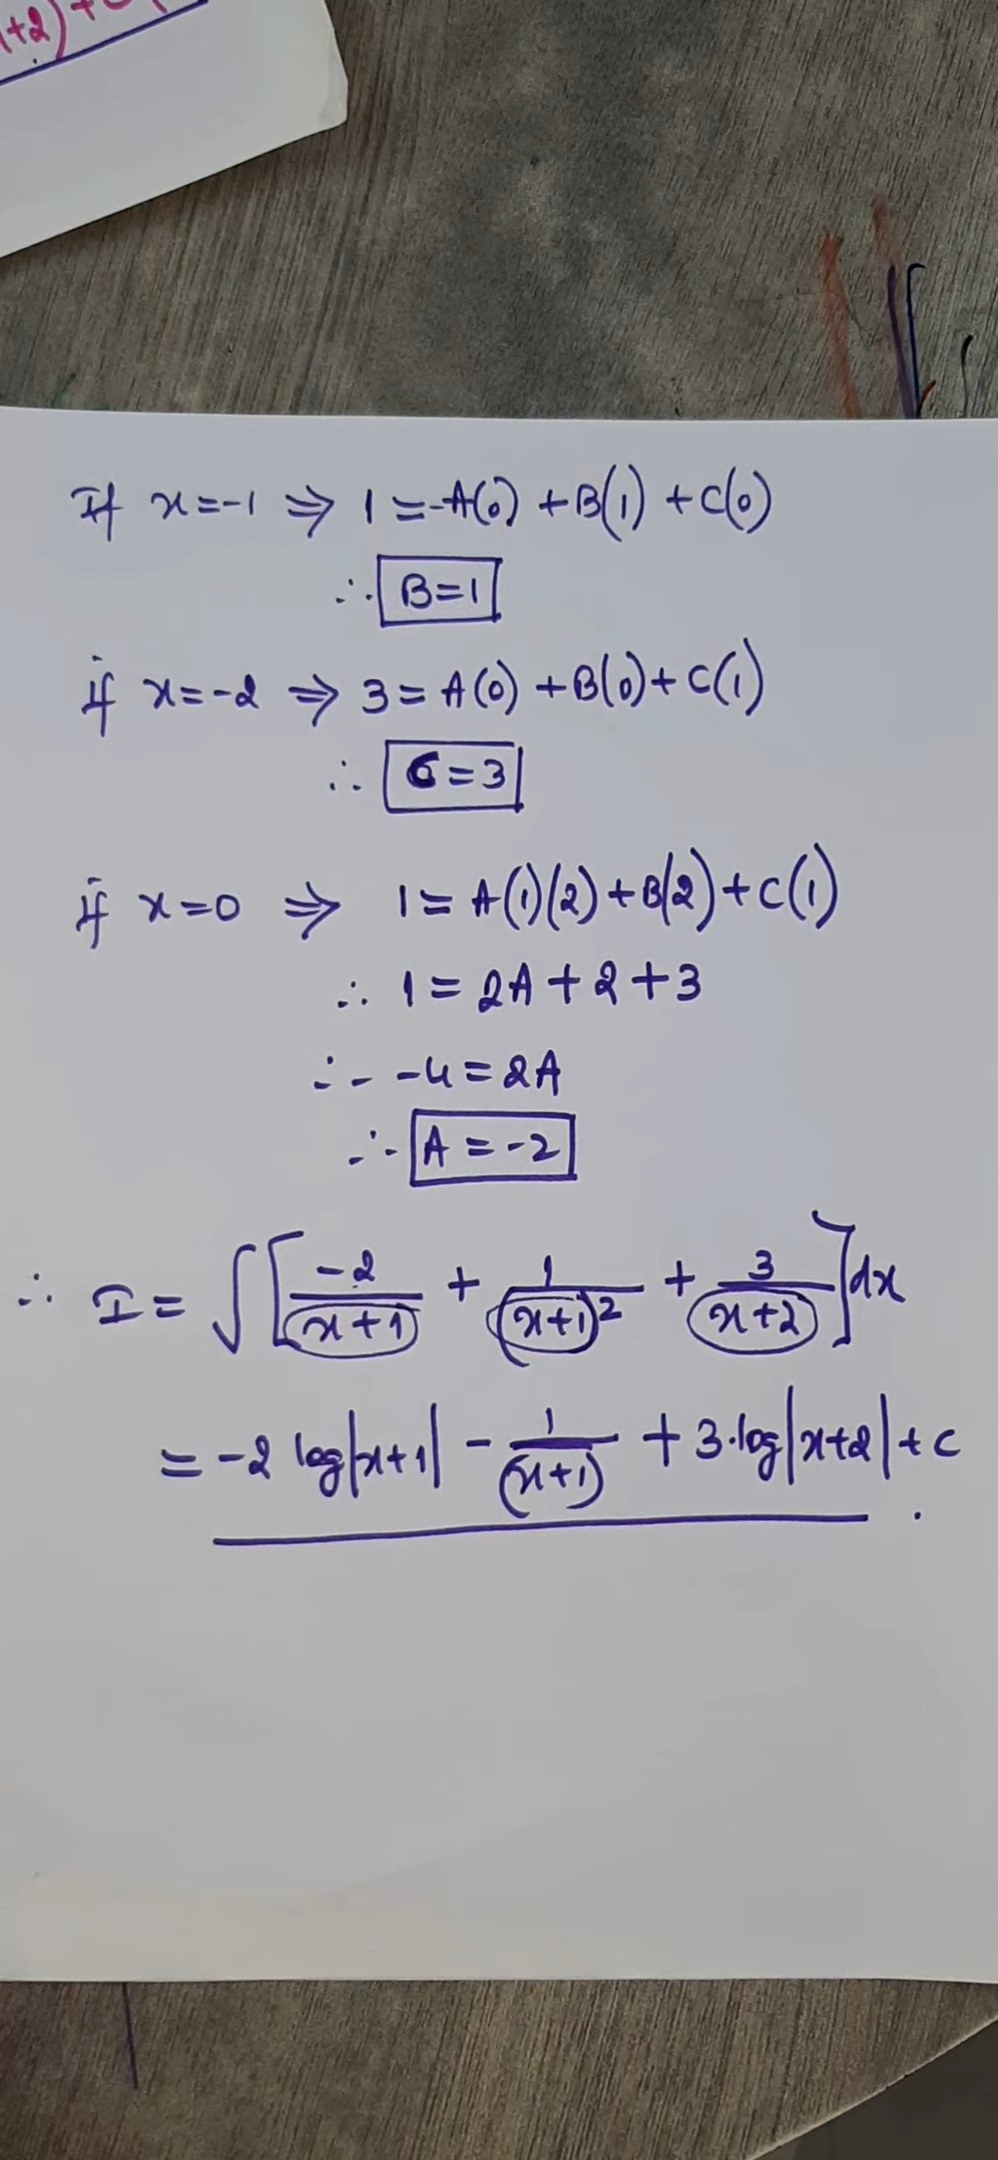 +2)+
If x=-1 ⇒ 1=-A(0)+B(1)+C(0)
∴ B=1
if x=-2 ⇒ 3=A(0)+B(0)+C(1)
∴ C=3
if x=0 ⇒ 1=A(1)(2)+B(2)+C(1)
∴ 1=2A+2+3
∴ -4=2A
∴ A=-2
∴ I=∫[-2/(x+1) + 1/(x+1)² + 3/(x+2)]dx
=-2 log|x+1| - 1/(x+1) + 3·log|x+2|+c.